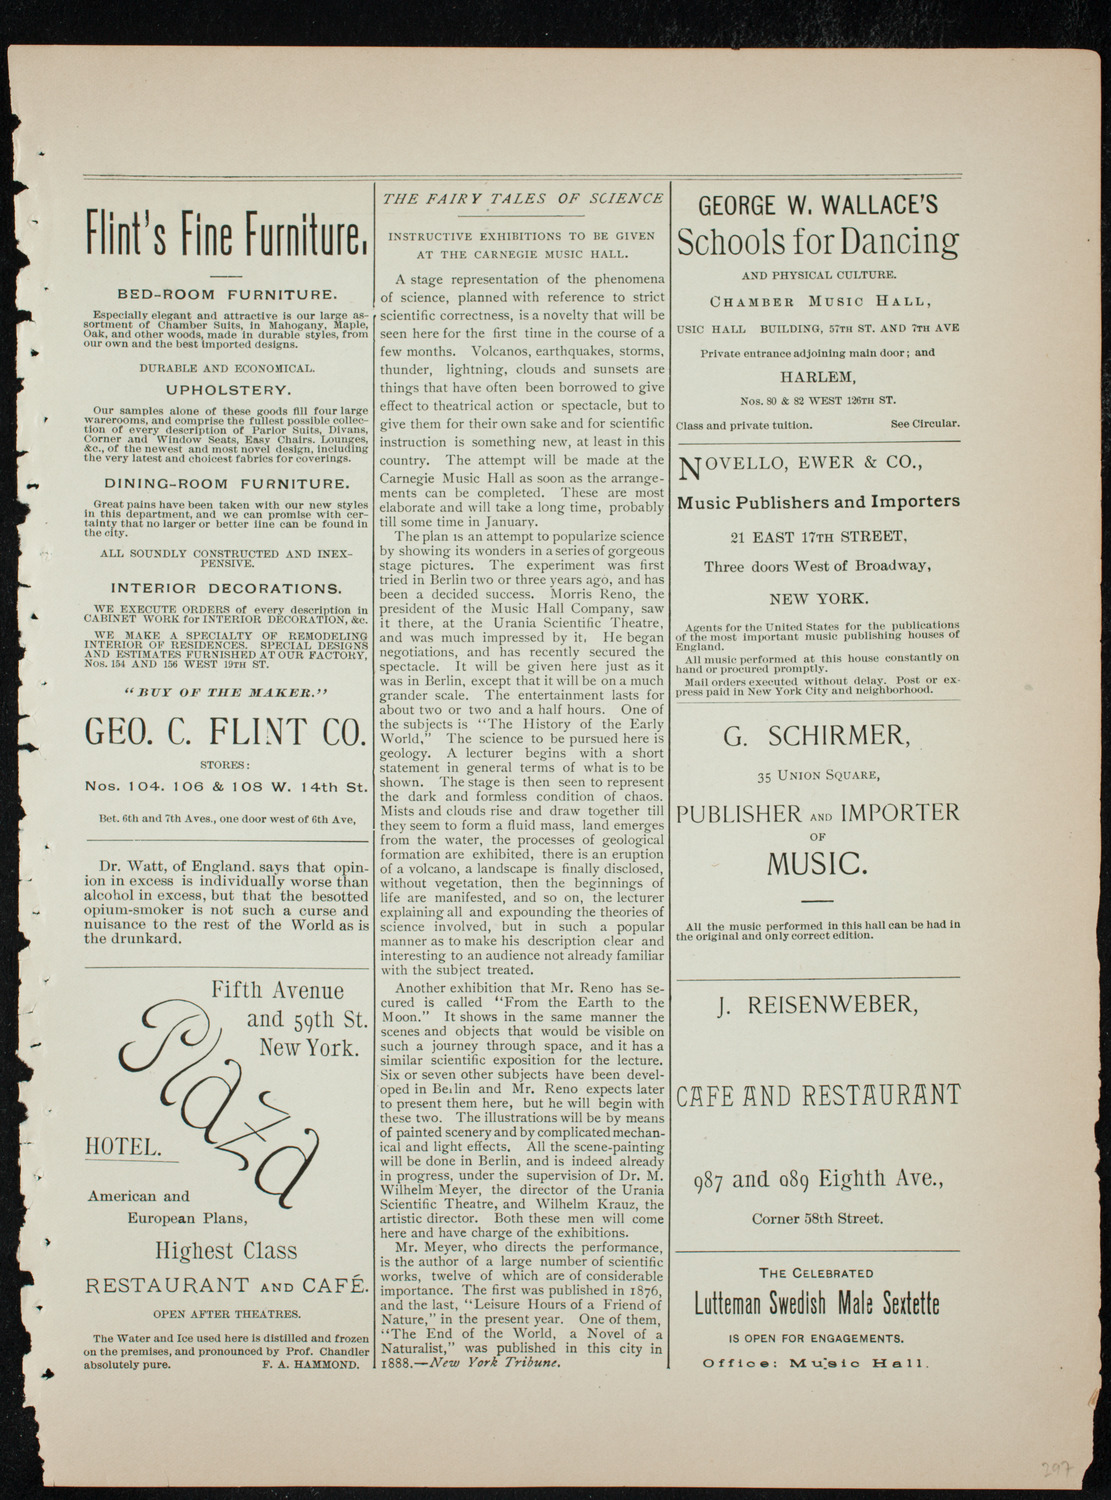 Flint's Fine Furniture.
BED-ROOM FURNITURE.
Especially elegant and attractive is our large as-
sortment of Chamber Suits, in Mahogany, Maple,
Oak, and other woods, made in durable styles, from
our own and the best imported designs.
DURABLE AND ECONOMICAL.
UPHOLSTERY.
Our samples alone of these goods fill four large
warerooms, and comprise the fullest possible collec-
tion of every description of Parlor Suits, Divans,
Corner and Window Seats, Easy Chairs. Lounges,
&c., of the newest and most novel design, including
the very latest and choicest fabrics for coverings.
DINING-ROOM FURNITURE.
Great pains have been taken with our new styles
in this department, and we can promise with cer-
tainty that no larger or better line can be found in
the city.
ALL SOUNDLY CONSTRUCTED AND INEX-
PENSIVE.
INTERIOR DECORATIONS.
WE EXECUTE ORDERS of every description in
CABINET WORK for INTERIOR DECORATION, &c.
WE MAKE A SPECIALTY OF REMODELING
INTERIOR OF RESIDENCES. SPECIAL DESIGNS
AND ESTIMATES FURNISHED AT OUR FACTORY,
Nos. 154 AND 156 WEST 19TH ST.
"BUY OF THE MAKER."
GEO. C. FLINT CO.
STORES:
Nos. 104. 106 & 108 W. 14th St.
Bet. 6th and 7th Aves., one door west of 6th Ave,
Dr. Watt, of England. says that opin-
ion in excess is individually worse than
alcohol in excess, but that the besotted
opium-smoker is not such a curse and
nuisance to the rest of the World as is
the drunkard.
Fifth Avenue
and 59th St.
New York.
Plaza
HOTEL.
American and
European Plans,
Highest Class
RESTAURANT AND CAFÉ.
OPEN AFTER THEATRES.
The Water and Ice used here is distilled and frozen
on the premises, and pronounced by Prof. Chandler
absolutely pure. F. A. HAMMOND.
THE FAIRY TALES OF SCIENCE
INSTRUCTIVE EXHIBITIONS TO BE GIVEN
AT THE CARNEGIE MUSIC HALL.
A stage representation of the phenomena
of science, planned with reference to strict
scientific correctness, is a novelty that will be
seen here for the first time in the course of a
few months. Volcanos, earthquakes, storms,
thunder, lightning, clouds and sunsets are
things that have often been borrowed to give
effect to theatrical action or spectacle, but to
give them for their own sake and for scientific
instruction is something new, at least in this
country. The attempt will be made at the
Carnegie Music Hall as soon as the arrange-
ments can be completed. These are most
elaborate and will take a long time, probably
till some time in January.
The plan is an attempt to popularize science
by showing its wonders in a series of gorgeous
stage pictures. The experiment was first
tried in Berlin two or three years ago, and has
been a decided success. Morris Reno, the
president of the Music Hall Company, saw
it there, at the Urania Scientific Theatre,
and was much impressed by it, He began
negotiations, and has recently secured the
spectacle. It will be given here just as it
was in Berlin, except that it will be on a much
grander scale. The entertainment lasts for
about two or two and a half hours. One of
the subjects is "The History of the Early
World," The science to be pursued here is
geology. A lecturer begins with a short
statement in general terms of what is to be
shown. The stage is then seen to represent
the dark and formless condition of chaos.
Mists and clouds rise and draw together till
they seem to form a fluid mass, land emerges
from the water, the processes of geological
formation are exhibited, there is an eruption
of a volcano, a landscape is finally disclosed,
without vegetation, then the beginnings of
life are manifested, and so on, the lecturer
explaining all and expounding the theories of
science involved, but in such a popular
manner as to make his description clear and
interesting to an audience not already familiar
with the subject treated.
Another exhibition that Mr. Reno has se-
cured is called "From the Earth to the
Moon." It shows in the same manner the
scenes and objects that would be visible on
such a journey through space, and it has a
similar scientific exposition for the lecture.
Six or seven other subjects have been devel-
oped in Berlin and Mr. Reno expects later
to present them here, but he will begin with
these two. The illustrations will be by means
of painted scenery and by complicated mechan-
ical and light effects. All the scene-painting
will be done in Berlin, and is indeed already
in progress, under the supervision of Dr. M.
Wilhelm Meyer, the director of the Urania
Scientific Theatre, and Wilhelm Krauz, the
artistic director. Both these men will come
here and have charge of the exhibitions.
Mr. Meyer, who directs the performance,
is the author of a large number of scientific
works, twelve of which are of considerable
importance. The first was published in 1876,
and the last, "Leisure Hours of a Friend of
Nature," in the present year. One of them,
"The End of the World, a Novel of a
Naturalist," was published in this city in
1888.—New York Tribune.
GEORGE W. WALLACE'S
Schools for Dancing
AND PHYSICAL CULTURE.
CHAMBER MUSIC HALL,
USIC HALL BUILDING, 57TH ST. AND 7TH AVE
Private entrance adjoining main door; and
HARLEM,
Nos. 80 & 82 WEST 126TH ST.
Class and private tuition. See Circular.
NOVELLO, EWER & CO.,
Music Publishers and Importers
21 EAST 17TH STREET,
Three doors West of Broadway,
NEW YORK.
Agents for the United States for the publications
of the most important music publishing houses of
England.
All music performed at this house constantly on
hand or procured promptly.
Mail orders executed without delay. Post or ex-
press paid in New York City and neighborhood.
G. SCHIRMER,
35 UNION SQUARE,
PUBLISHER AND IMPORTER
OF
MUSIC.
All the music performed in this hall can be had in
the original and only correct edition.
J. REISENWEBER,
CAFE AND RESTAURANT
987 and 989 Eighth Ave.,
Corner 58th Street.
THE CELEBRATED
Lutteman Swedish Male Sextette
IS OPEN FOR ENGAGEMENTS.
Office: Music Hall.
297